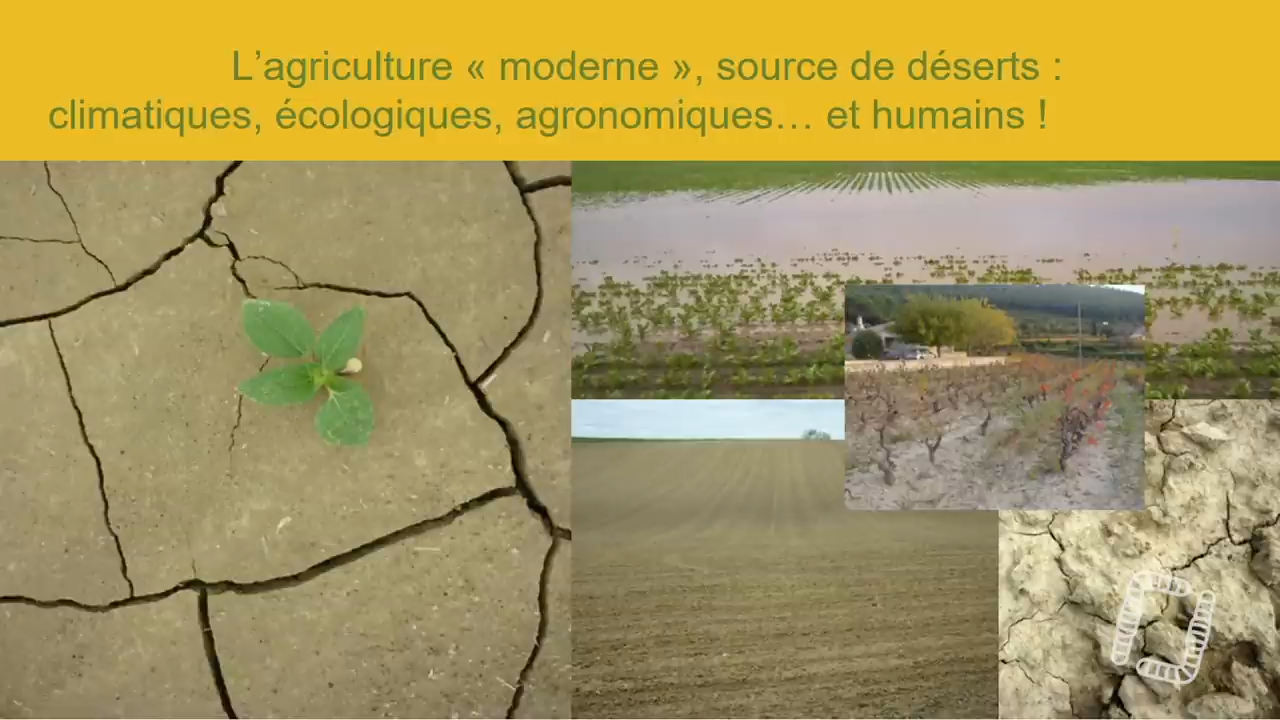 L’agriculture « moderne », source de déserts :
climatiques, écologiques, agronomiques… et humains !